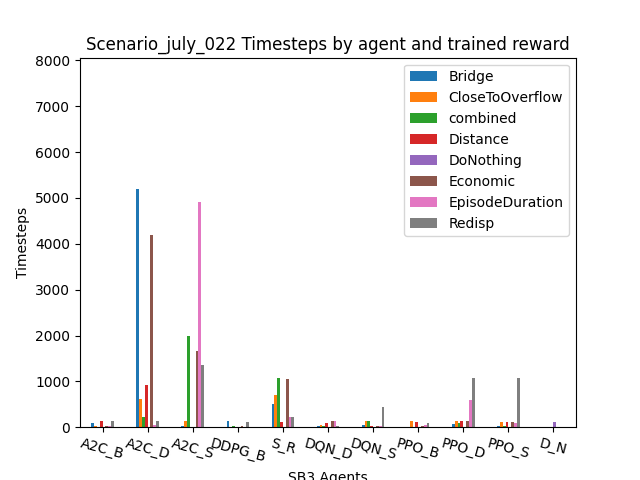 Scenario_july_022 Timesteps by agent and trained reward
8000
7000
6000
5000
4000
3000
2000
1000
0
Timesteps
Bridge
CloseToOverflow
combined
Distance
DoNothing
Economic
EpisodeDuration
Redisp
A2C_B
A2C_D
A2C_S
DDPG_B
S_R
DQN_D
DQN_S
PPO_B
PPO_D
PPO_S
D_N
SB3 Agents